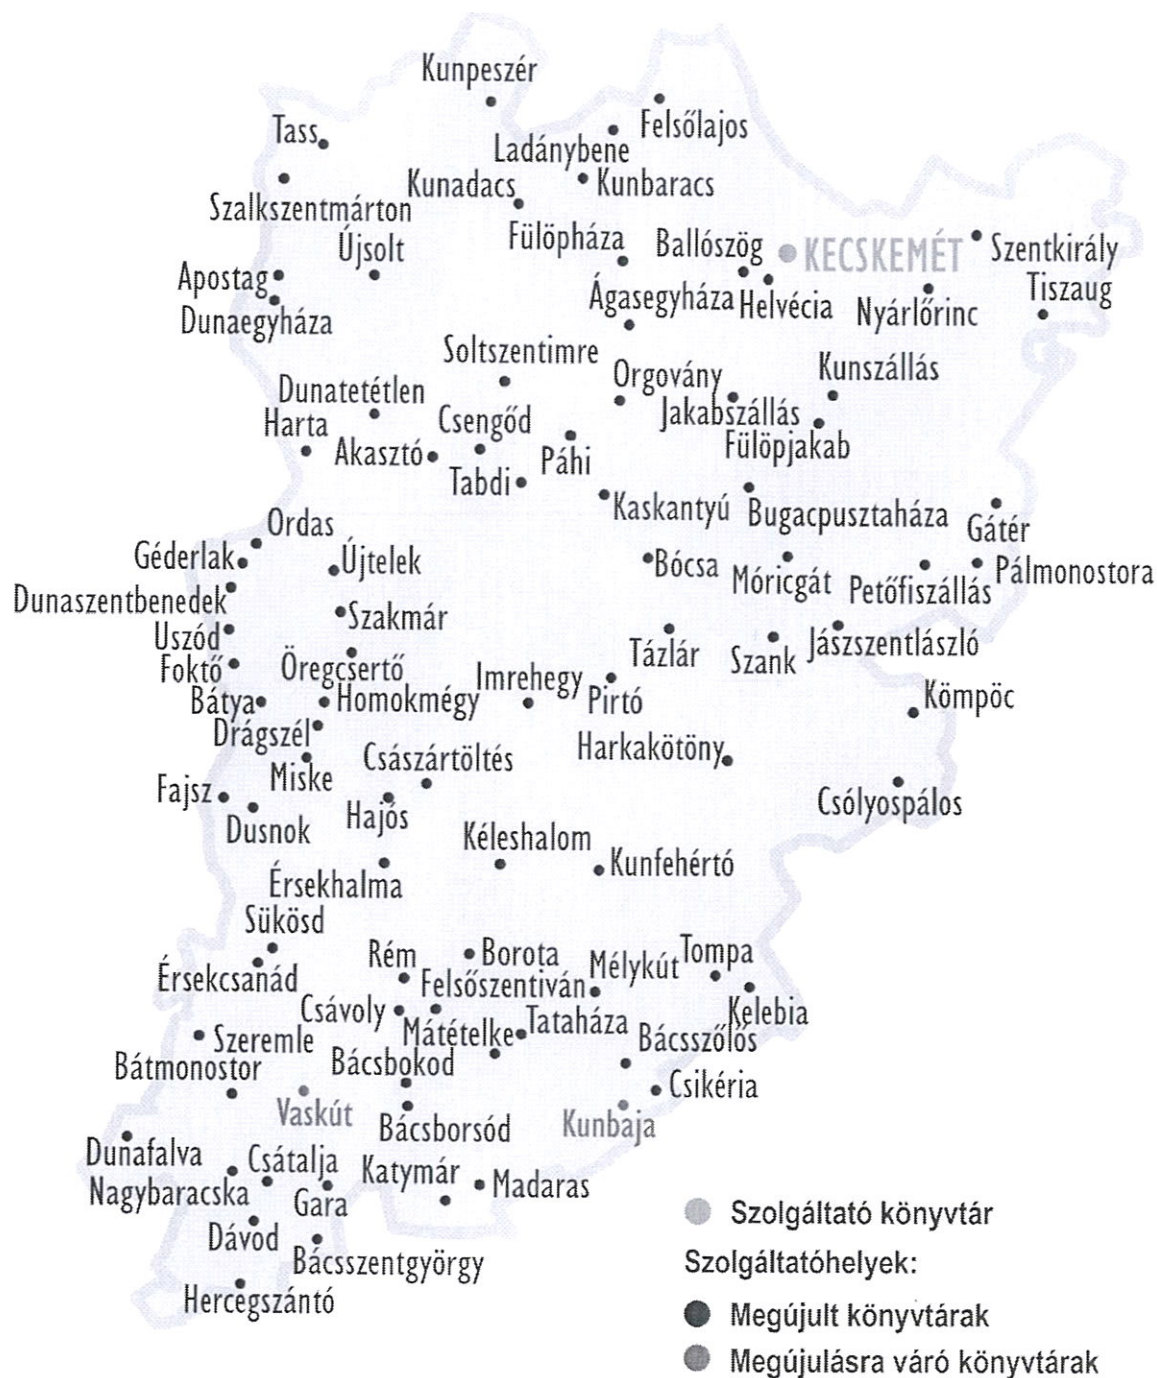 Kunpeszér
Felsőlajos
Tass
Ladánybene
Kunadacs
Kunbaracs
Szalkszentmárton
Fülöpháza
Ballószög
KECSKEMÉT
Szentkirály
Újsolt
Apostag
Ágasegyháza
Helvécia
Nyárlőrinc
Tiszaug
Dunaegyháza
Soltszentimre
Orgovány
Kunszállás
Dunatetétlen
Jakabszállás
Harta
Csengőd
Fülöpjakab
Akasztó
Páhi
Tabdi
Kaskantyú
Bugacpusztaháza
Gátér
Ordas
Géderlak
Újtelek
Bócsa
Móricgát
Petőfiszállás
Pálmonostora
Dunaszentbenedek
Szakmár
Uszód
Tázlár
Szank
Jászszentlászló
Foktő
Öregcsertő
Imrehegy
Pirtó
Bátya
Homokmégy
Kömpöc
Drágszél
Császártöltés
Harkakötöny
Miske
Fajsz
Hajós
Csólyospálos
Dusnok
Kéleshalom
Kunfehértó
Érsekhalma
Sükösd
Rém
Borota
Mélykút
Tompa
Érsekcsanád
Felsőszentiván
Csávoly
Kelebia
Szeremle
Mátételke
Tataháza
Bácsszőlős
Bátmonostor
Bácsbokod
Csikéria
Vaskút
Bácsborsód
Kunbaja
Dunafalva
Csátalja
Katymár
Madaras
Nagybaracska
Gara
Dávod
Bácsszentgyörgy
Hercegszántó
Szolgáltató könyvtár
Szolgáltatóhelyek:
Megújult könyvtárak
Megújulásra váró könyvtárak